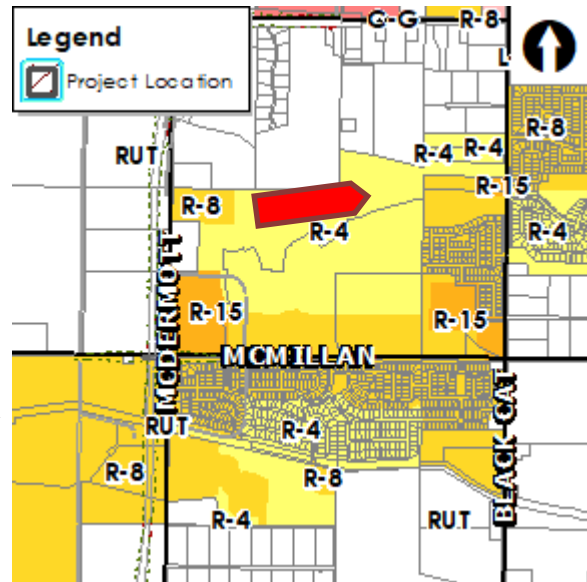 Legend
Project Location
C-G
R-8
L
R-8
RUT
R-4
R-4
R-15
R-8
R-4
R-4
MCDERMOTT
R-15
R-15
MCMILLAN
RUT
R-4
R-8
R-8
BLACK CAT
R-4
RUT